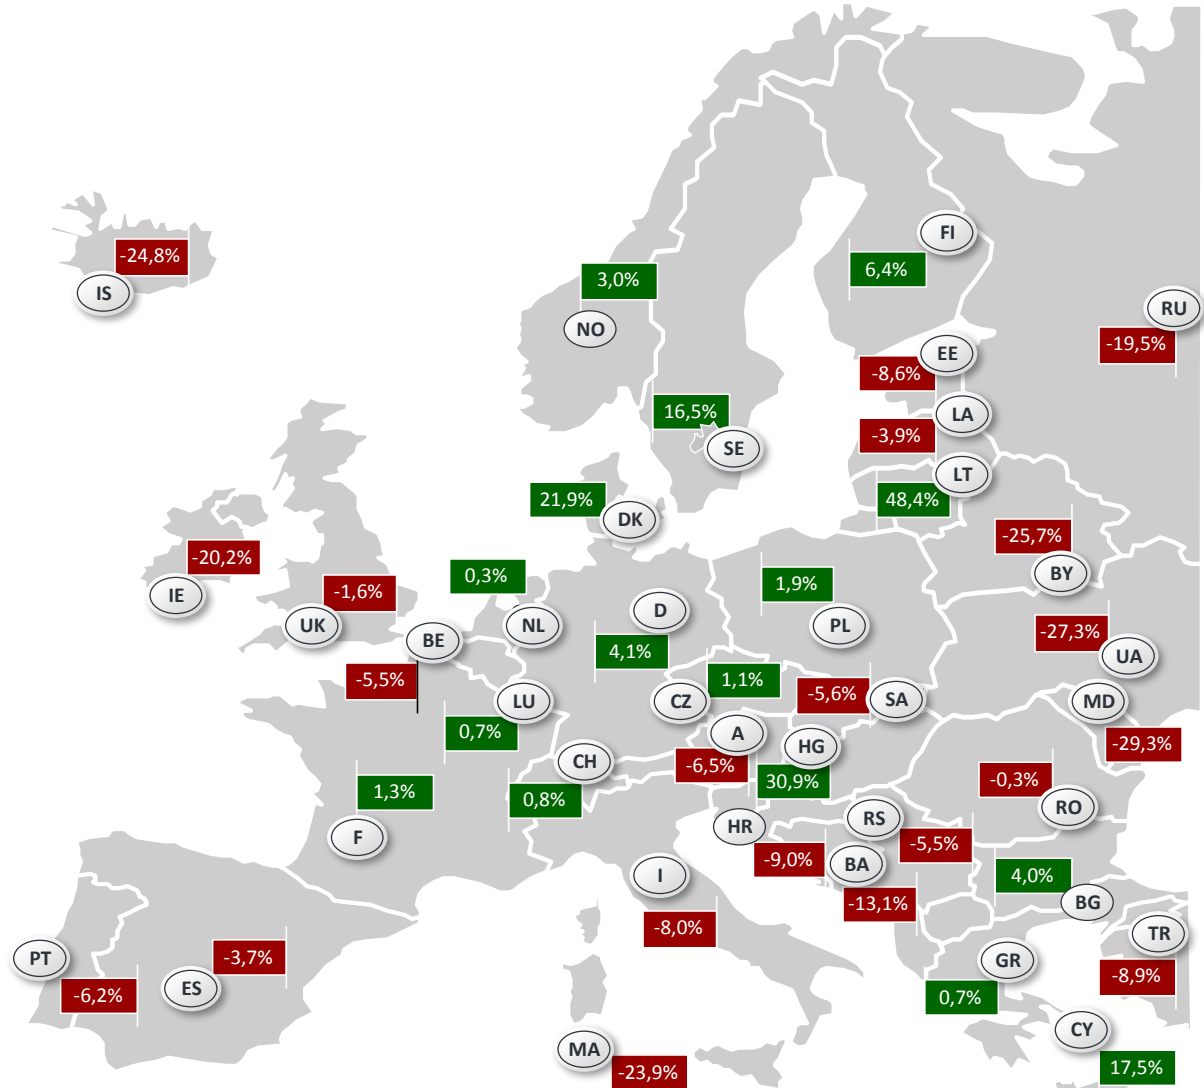 FI
6,4%
-24,8%
IS
3,0%
NO
RU
-19,5%
EE
-8,6%
LA
-3,9%
16,5%
SE
LT
48,4%
21,9%
DK
-25,7%
BY
-20,2%
IE
0,3%
NL
-1,6%
UK
BE
-5,5%
D
4,1%
1,9%
PL
-27,3%
UA
LU
0,7%
CZ
1,1%
-5,6%
SA
MD
-29,3%
A
-6,5%
HG
30,9%
CH
0,8%
1,3%
F
-0,3%
RO
HR
-9,0%
RS
-5,5%
BA
-13,1%
I
-8,0%
4,0%
BG
PT
-6,2%
-3,7%
ES
GR
0,7%
TR
-8,9%
CY
17,5%
MA
-23,9%